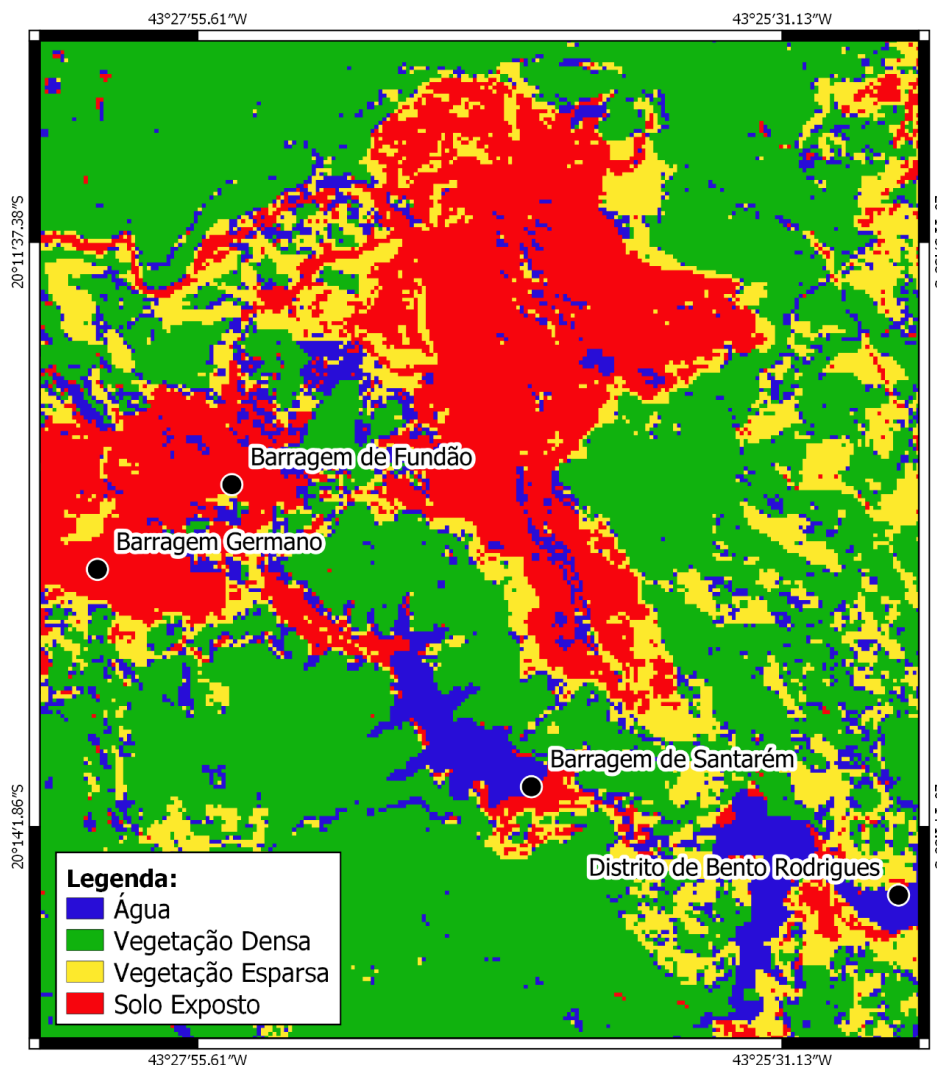 43°27′55.61″W
43°25′31.13″W
20°11′37.38″S
Barragem de Fundão
Barragem Germano
Barragem de Santarém
20°14′1.86″S
Distrito de Bento Rodrigues
Legenda:
Água
Vegetação Densa
Vegetação Esparsa
Solo Exposto
43°27′55.61″W
43°25′31.13″W